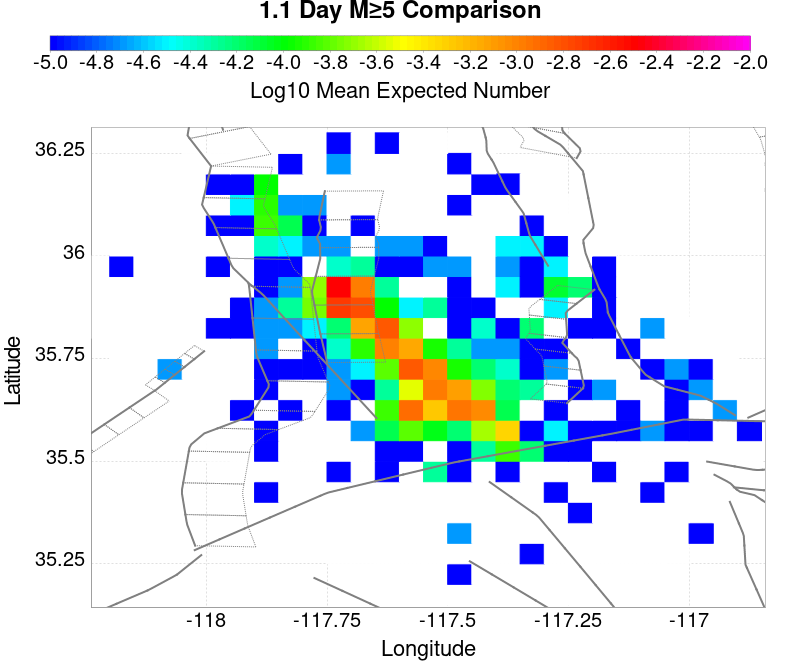 1.1 Day M≥5 Comparison
-5.0 -4.8 -4.6 -4.4 -4.2 -4.0 -3.8 -3.6 -3.4 -3.2 -3.0 -2.8 -2.6 -2.4 -2.2 -2.0
Log10 Mean Expected Number
36.25
36
35.75
35.5
35.25
Latitude
-118 -117.75 -117.5 -117.25 -117
Longitude